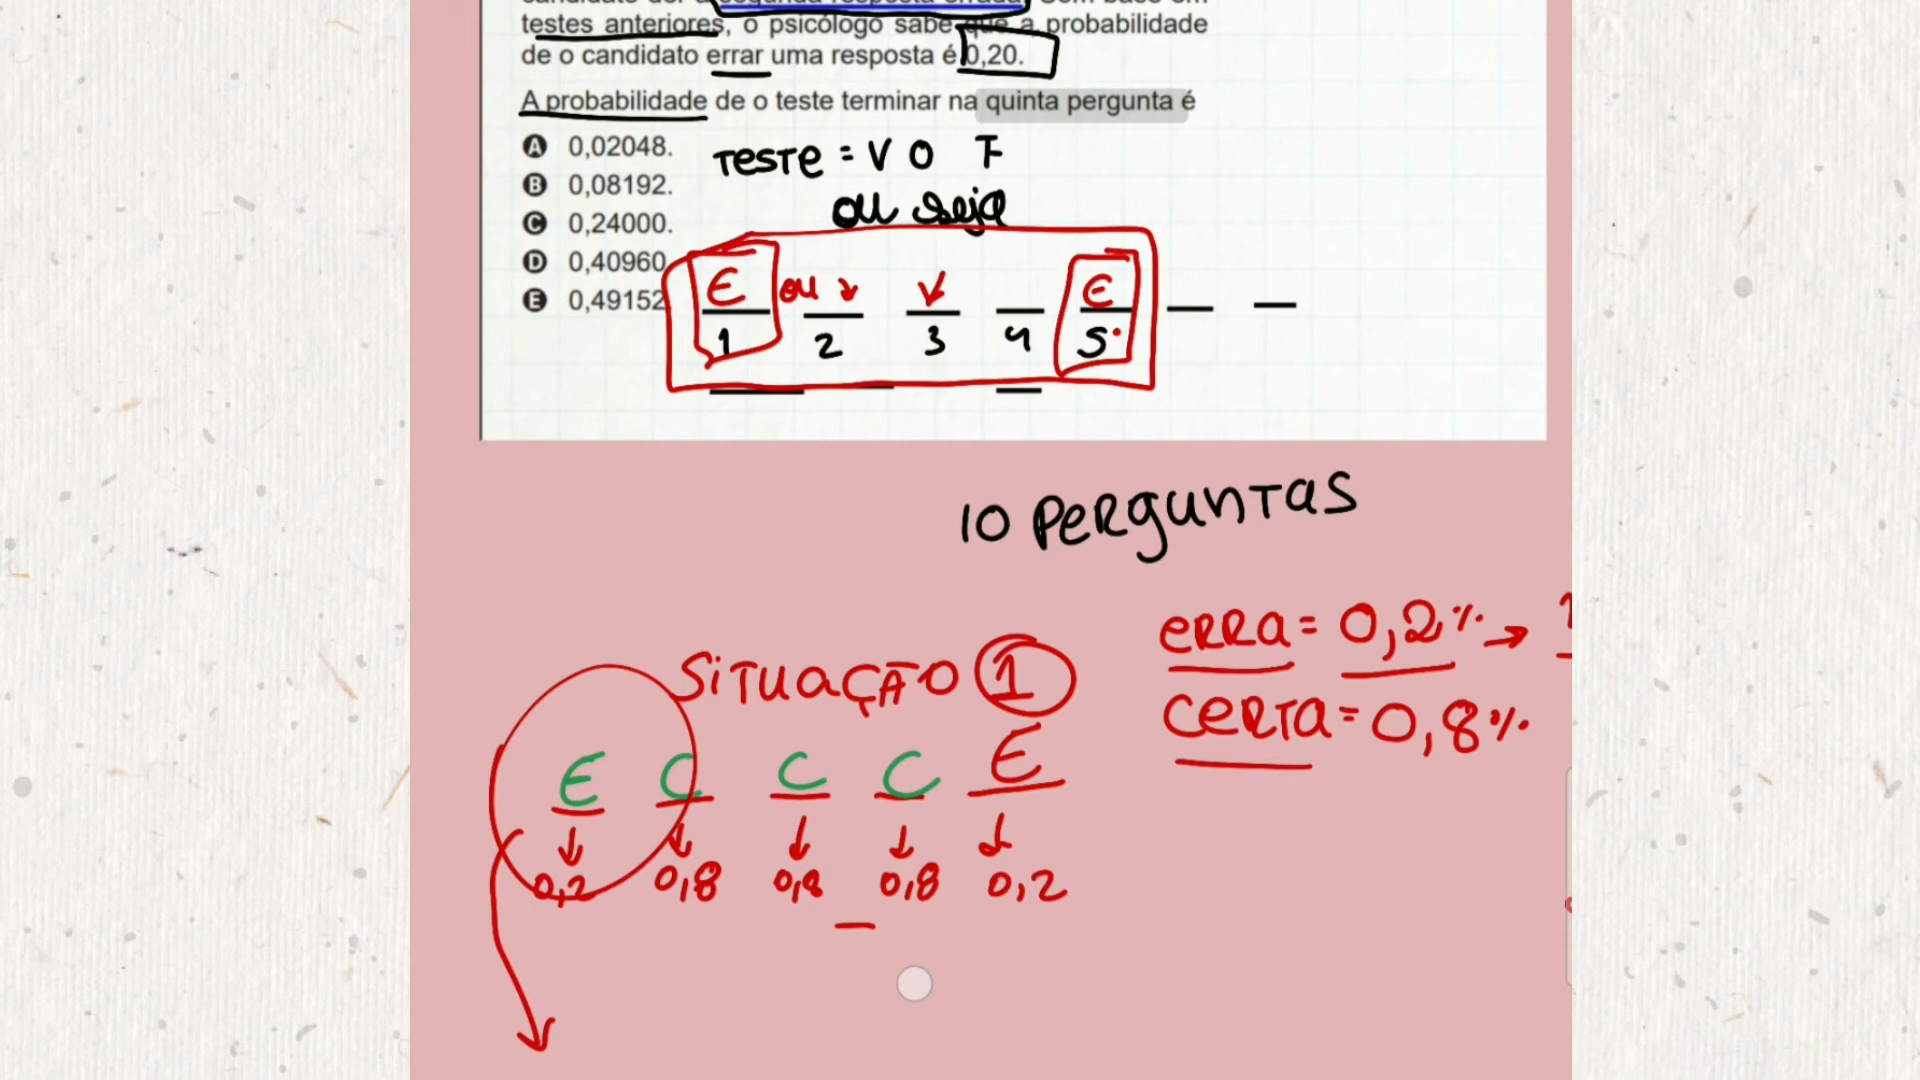 testes anteriores, o psicólogo sabe que a probabilidade
de o candidato errar uma resposta é 0,20.
A probabilidade de o teste terminar na quinta pergunta é
A 0,02048.
B 0,08192.
C 0,24000.
D 0,40960
E 0,49152
TESTE = V O F
ou seja
E ou v v E
1 2 3 4 5
10 PERGUNTAS
ERRA = 0,2% →
CERTA = 0,8%
SITUAÇÃO 1
E C C C E
0,2 0,8 0,8 0,8 0,2